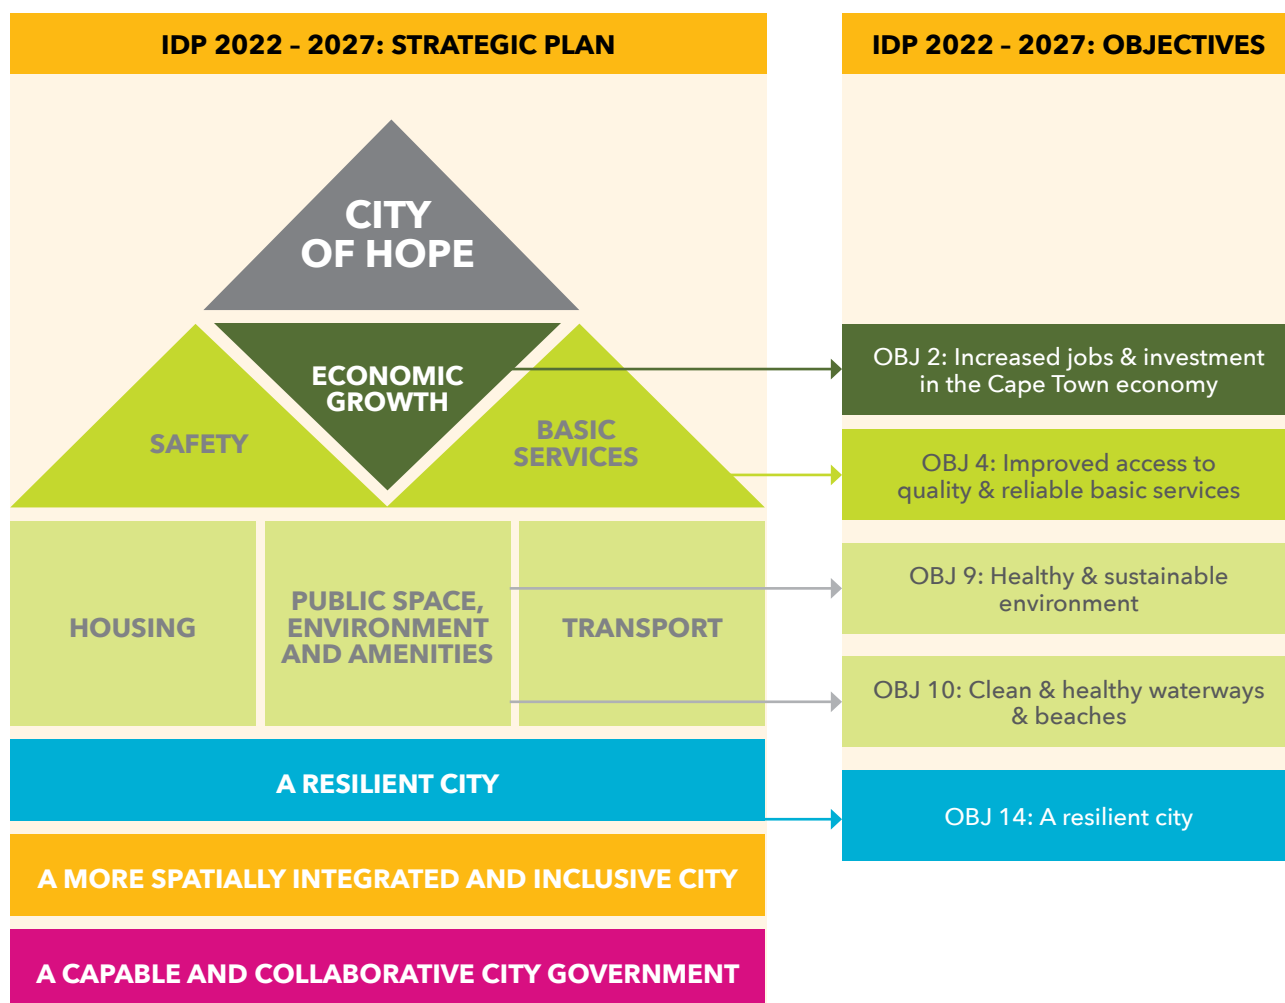 IDP 2022 – 2027: STRATEGIC PLAN
CITY
OF HOPE
ECONOMIC
GROWTH
SAFETY
BASIC
SERVICES
HOUSING
PUBLIC SPACE,
ENVIRONMENT
AND AMENITIES
TRANSPORT
A RESILIENT CITY
A MORE SPATIALLY INTEGRATED AND INCLUSIVE CITY
A CAPABLE AND COLLABORATIVE CITY GOVERNMENT
IDP 2022 – 2027: OBJECTIVES
OBJ 2: Increased jobs & investment
in the Cape Town economy
OBJ 4: Improved access to
quality & reliable basic services
OBJ 9: Healthy & sustainable
environment
OBJ 10: Clean & healthy waterways
& beaches
OBJ 14: A resilient city